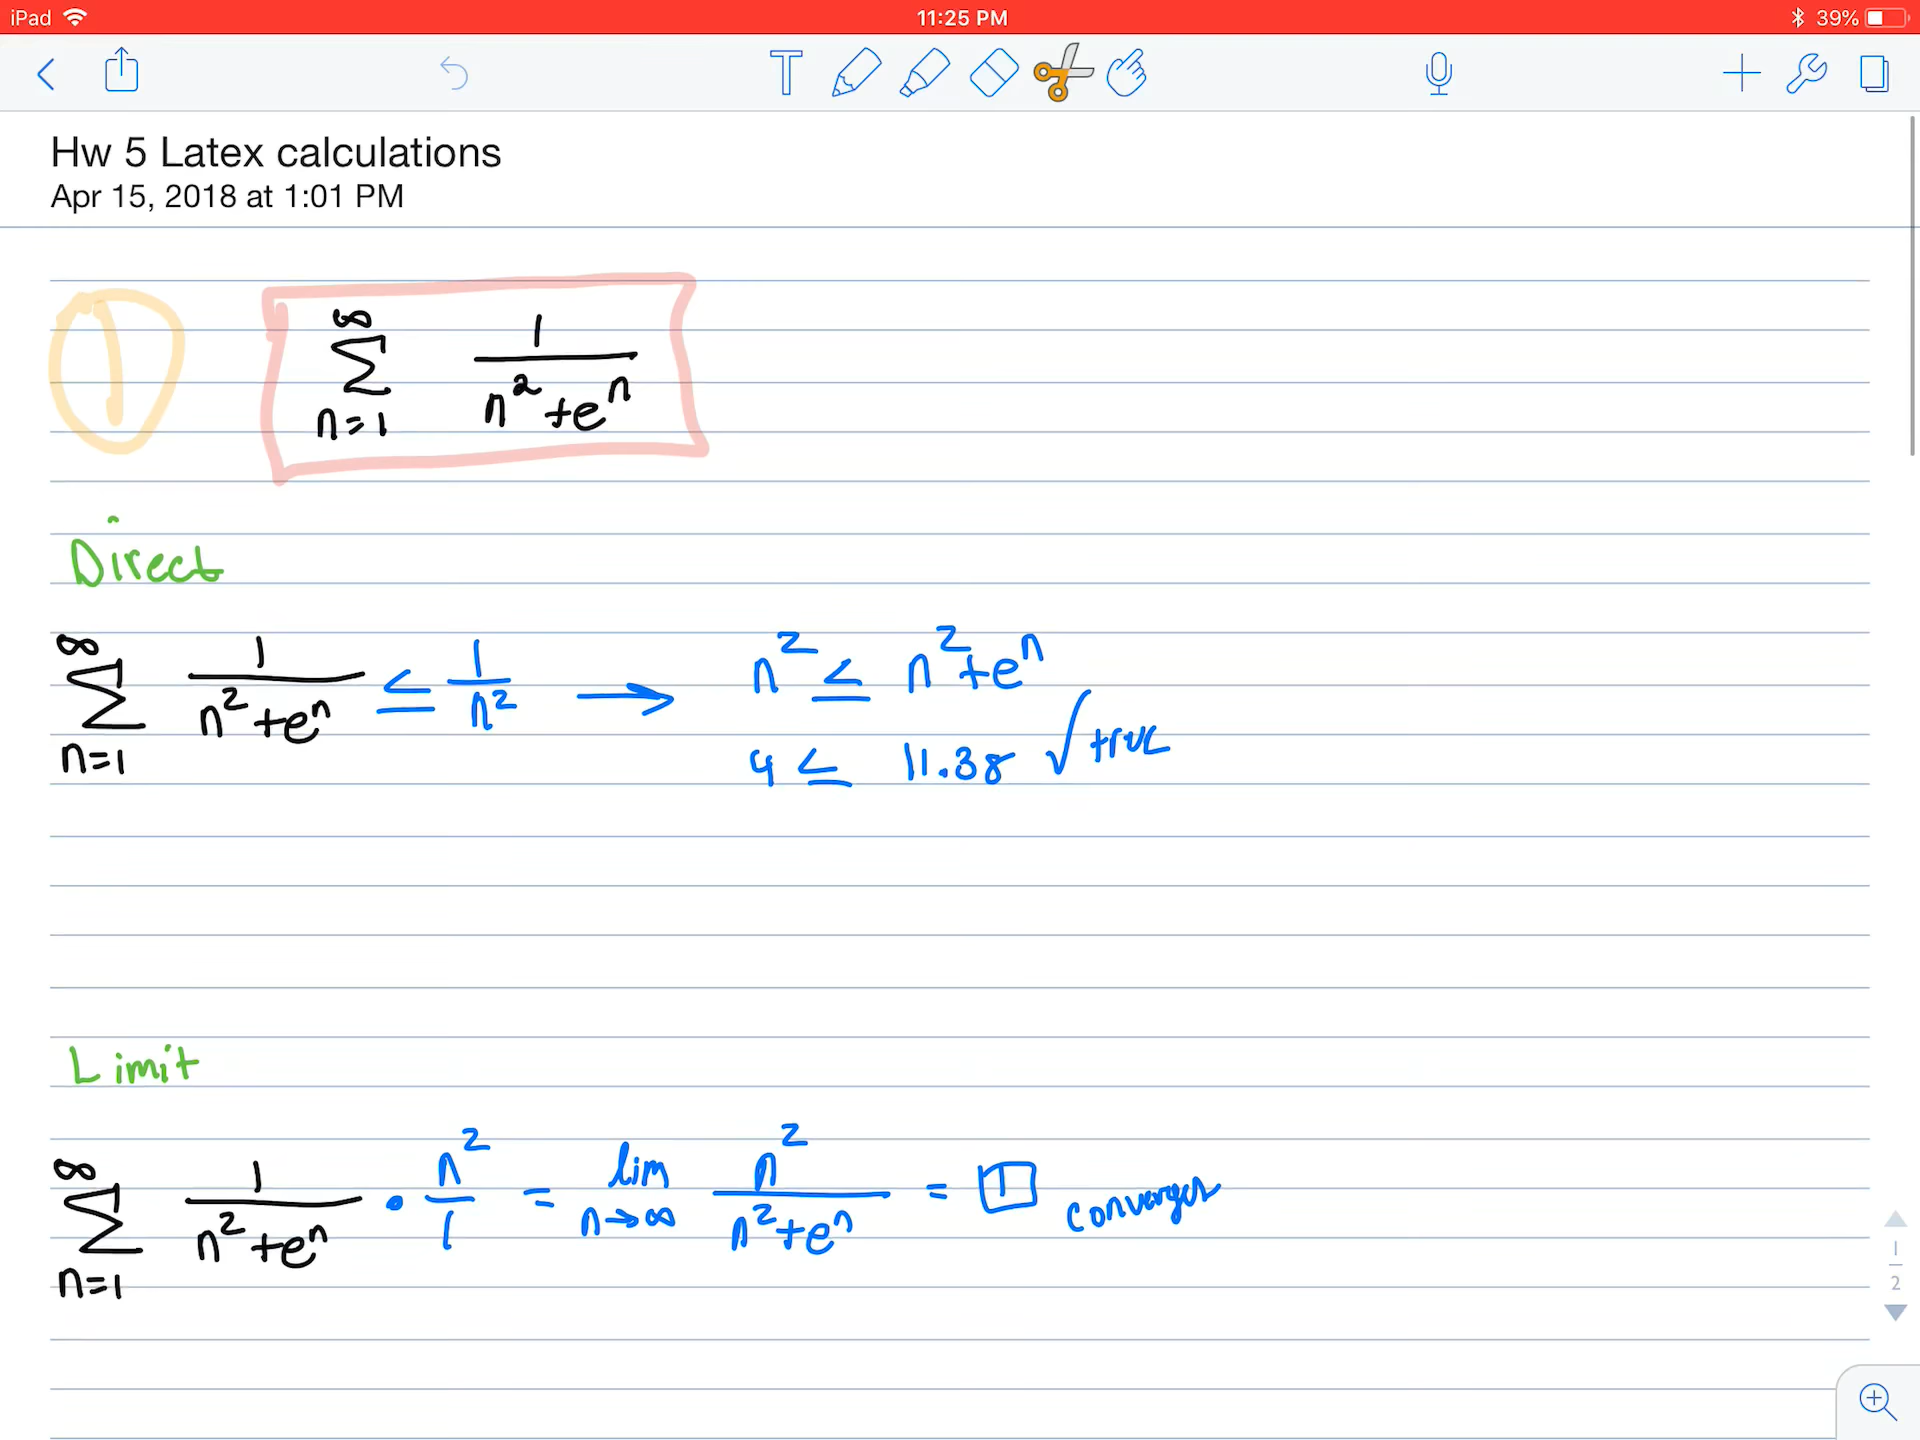 iPad 11:25 PM 39%
T
Hw 5 Latex calculations
Apr 15, 2018 at 1:01 PM
① ∑_{n=1}^{∞} 1/(n²+eⁿ)
Direct
∑_{n=1}^{∞} 1/(n²+eⁿ) ≤ 1/n² → n² ≤ n²+eⁿ
4 ≤ 11.38 √ true
Limit
∑_{n=1}^{∞} 1/(n²+eⁿ) • n²/1 = lim_{n→∞} n²/(n²+eⁿ) = 1 converges
1/2